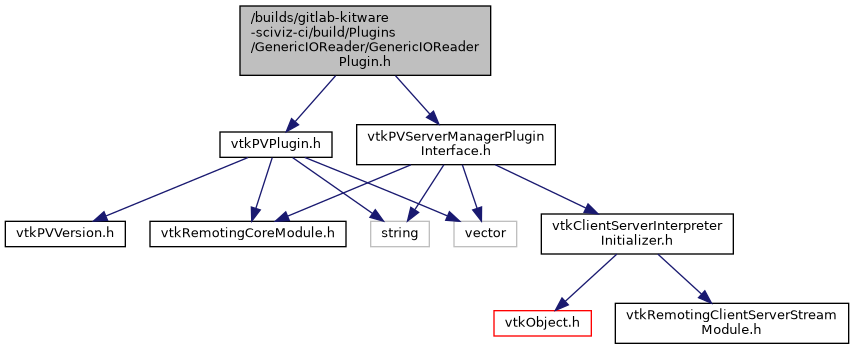 /builds/gitlab-kitware
-sciviz-ci/build/Plugins
/GenericIOReader/GenericIOReader
Plugin.h
vtkPVPlugin.h
vtkPVServerManagerPlugin
Interface.h
vtkPVVersion.h
vtkRemotingCoreModule.h
string
vector
vtkClientServerInterpreter
Initializer.h
vtkObject.h
vtkRemotingClientServerStream
Module.h